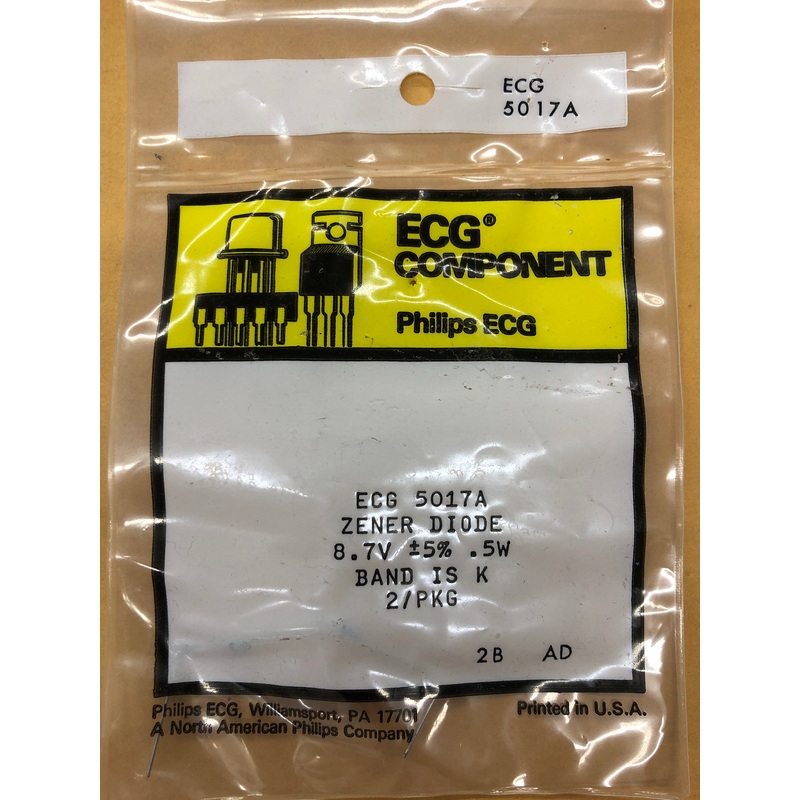 ECG
5017A
ECG®
COMPONENT
Philips ECG
ECG 5017A
ZENER DIODE
8.7V ±5% .5W
BAND IS K
2/PKG
2B AD
Philips ECG, Williamsport, PA 17701
A North American Philips Company
Printed in U.S.A.